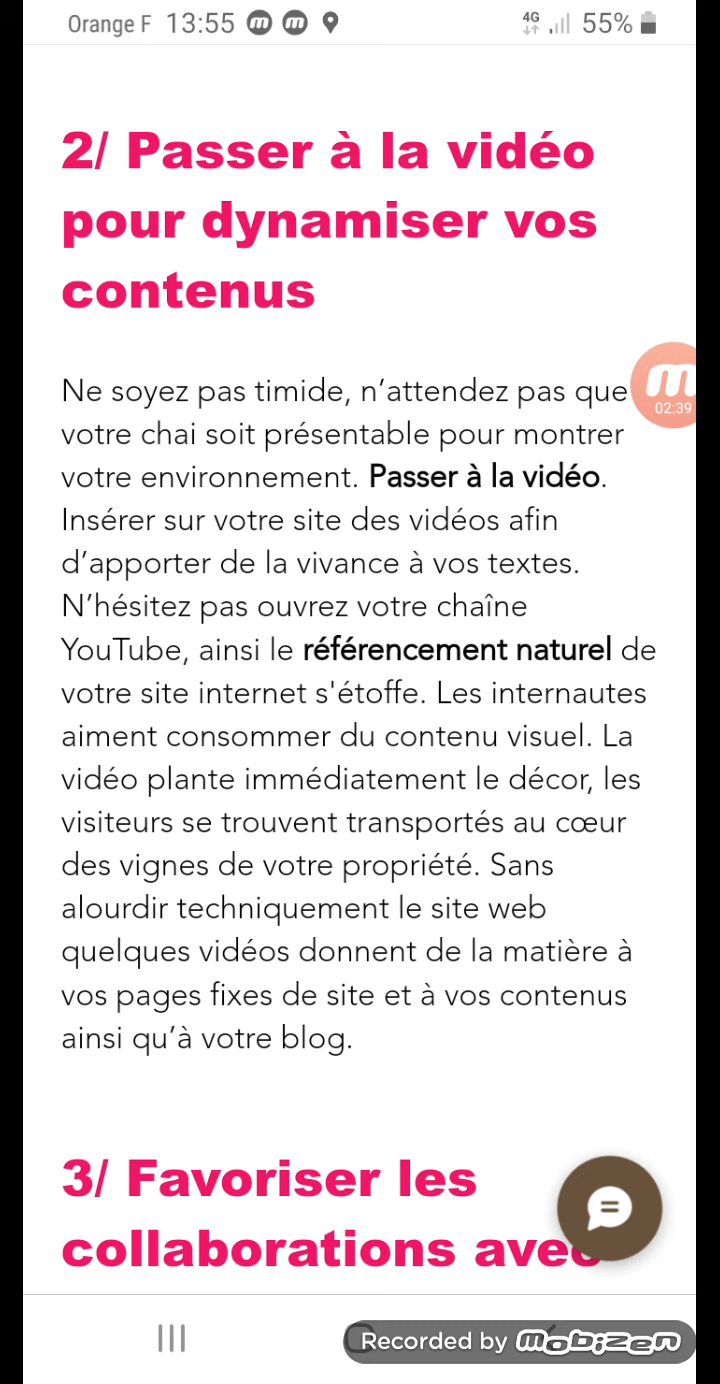 Orange F 13:55 m m 4G 55%
2/ Passer à la vidéo
pour dynamiser vos
contenus
Ne soyez pas timide, n’attendez pas que
m
02:39
votre chai soit présentable pour montrer
votre environnement. Passer à la vidéo.
Insérer sur votre site des vidéos afin
d’apporter de la vivance à vos textes.
N’hésitez pas ouvrez votre chaîne
YouTube, ainsi le référencement naturel de
votre site internet s'étoffe. Les internautes
aiment consommer du contenu visuel. La
vidéo plante immédiatement le décor, les
visiteurs se trouvent transportés au cœur
des vignes de votre propriété. Sans
alourdir techniquement le site web
quelques vidéos donnent de la matière à
vos pages fixes de site et à vos contenus
ainsi qu’à votre blog.
3/ Favoriser les
collaborations avec
Recorded by mobizen